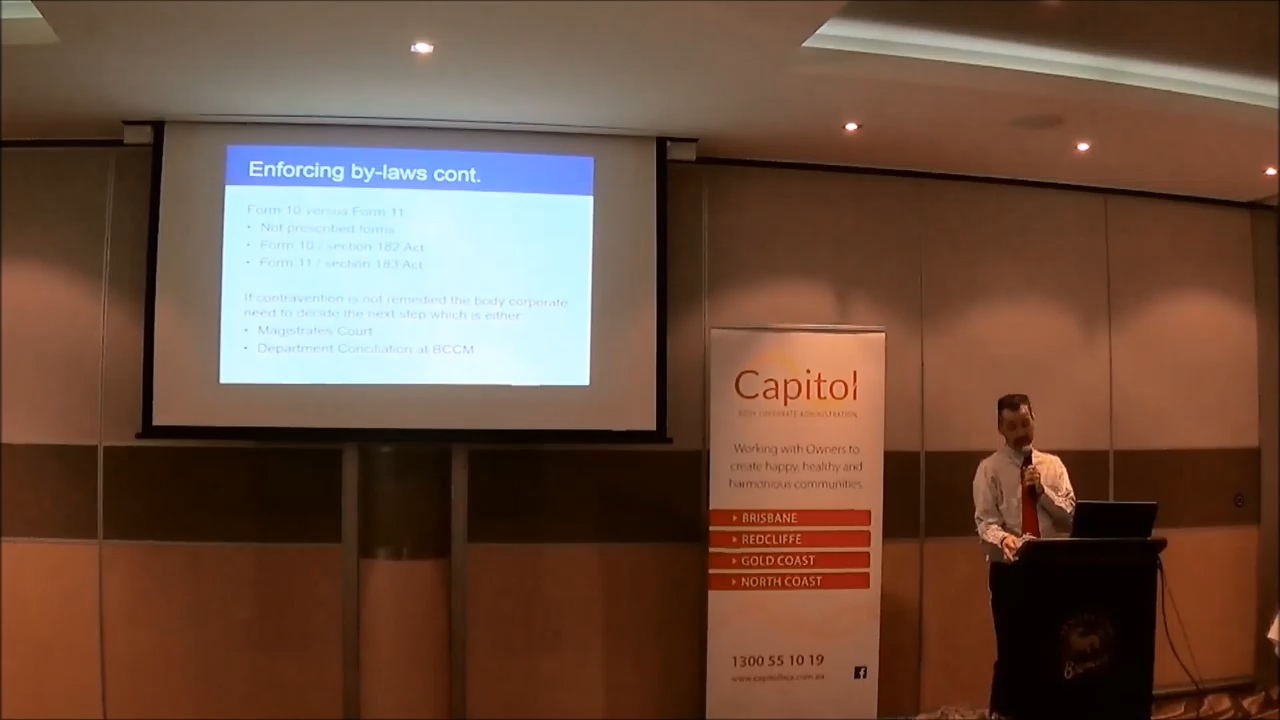 Enforcing by-laws cont.
Form 10 versus Form 11
• Not prescribed forms
• Form 10 / section 182 Act
• Form 11 / section 183 Act
If contravention is not remedied the body corporate
need to decide the next step which is either:
• Magistrates Court
• Department Conciliation at BCCM
Capitol
BODY CORPORATE ADMINISTRATION
Working with Owners to
create happy, healthy and
harmonious communities.
BRISBANE
REDCLIFFE
GOLD COAST
NORTH COAST
1300 55 10 19
www.capitolbca.com.au